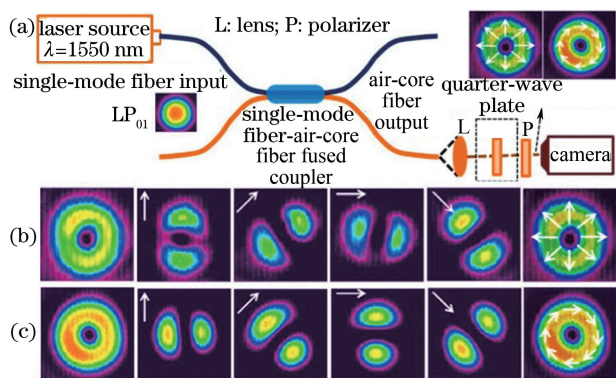 (a)
laser source
λ=1550 nm
L: lens; P: polarizer
single-mode fiber input
LP01
single-mode
fiber-air-core
fiber fused
coupler
air-core
fiber
output
quarter-wave
plate
L
P
camera
(b)
(c)